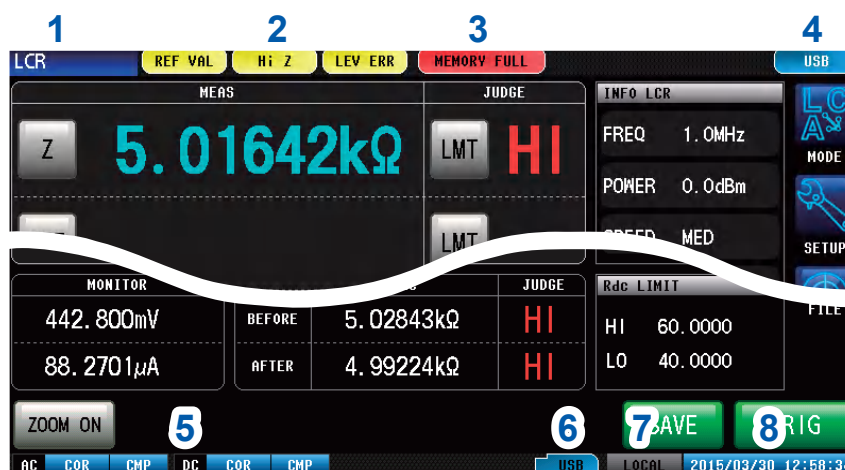 1 2 3 4
LCR REF VAL Hi Z LEV ERR MEMORY FULL USB
MEAS JUDGE INFO LCR
Z 5.01642kΩ LMT HI
FREQ 1.0MHz
MODE
POWER 0.0dBm
LMT SPEED MED SETUP
MONITOR JUDGE Rdc LIMIT
FILE
442.800mV BEFORE 5.02843kΩ HI HI 60.0000
88.2701μA AFTER 4.99224kΩ HI LO 40.0000
ZOOM ON 5 6 7 SAVE 8 RIG
AC COR CMP DC COR CMP USB LOCAL 2015/03/30 12:58:3